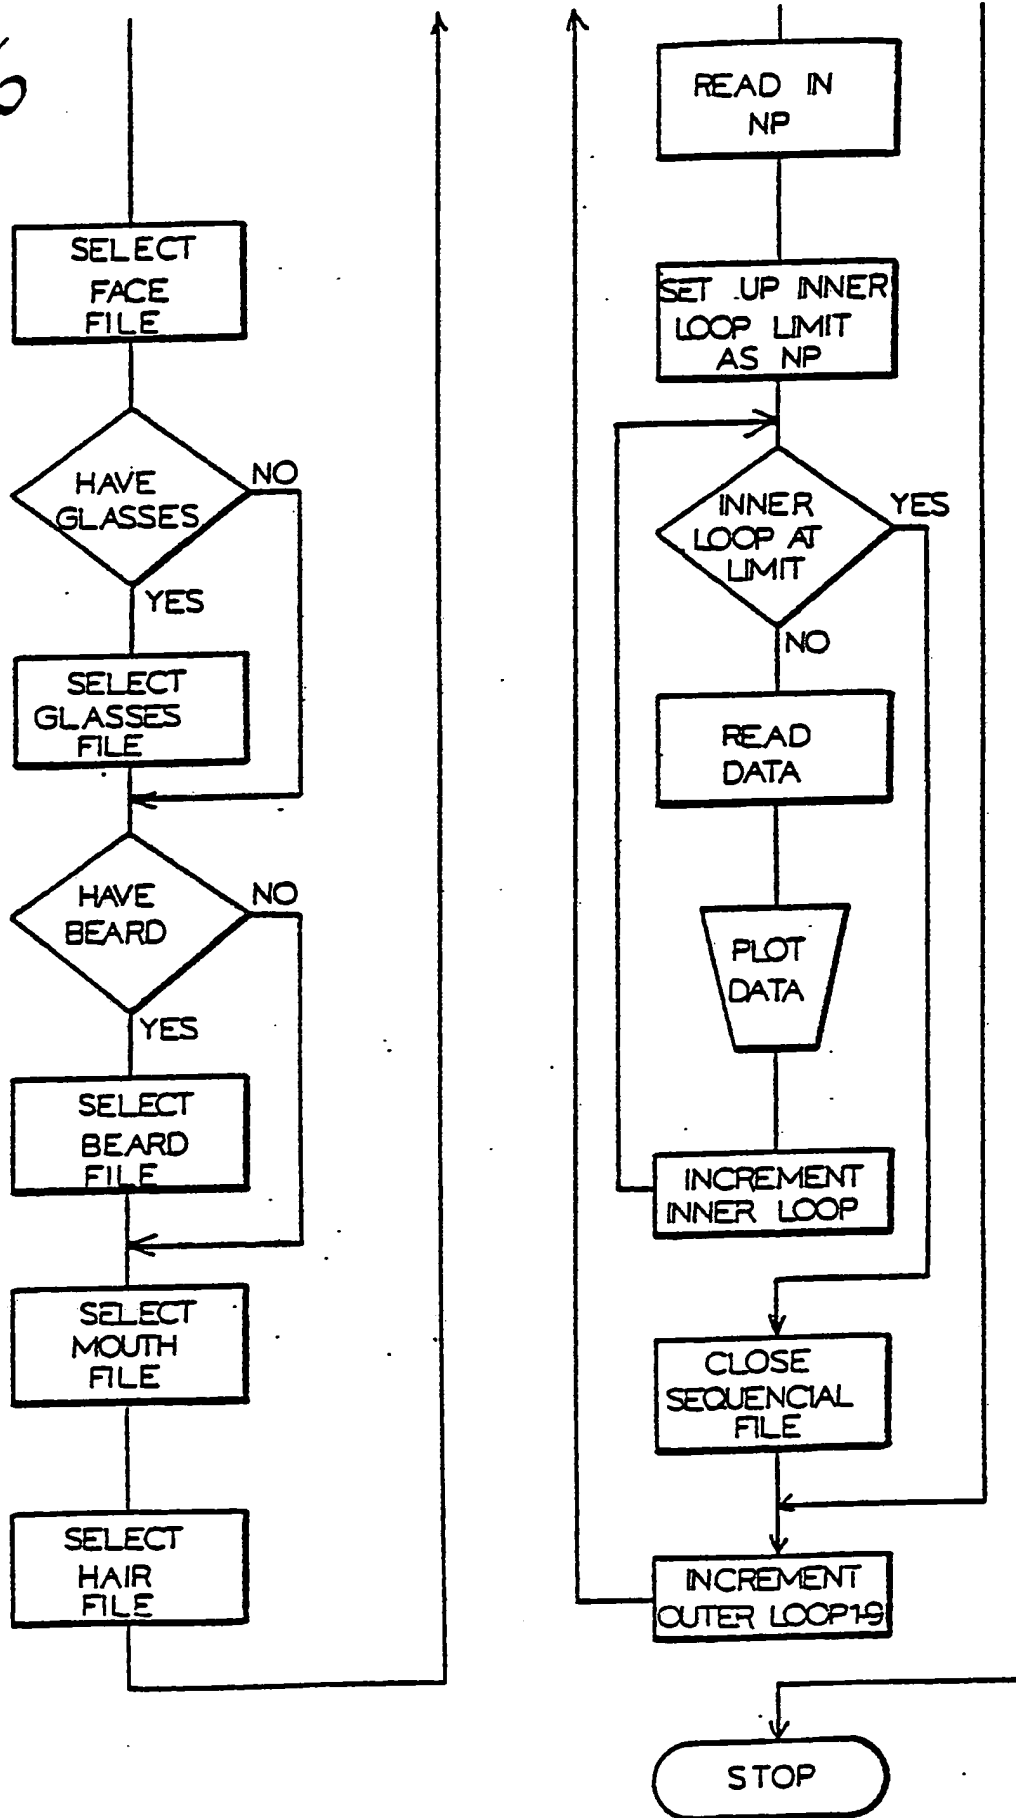 SELECT
FACE
FILE
HAVE
GLASSES
NO
YES
SELECT
GLASSES
FILE
HAVE
BEARD
NO
YES
SELECT
BEARD
FILE
SELECT
MOUTH
FILE
SELECT
HAIR
FILE
READ IN
NP
SET UP INNER
LOOP LIMIT
AS NP
INNER
LOOP AT
LIMIT
YES
NO
READ
DATA
PLOT
DATA
INCREMENT
INNER LOOP
CLOSE
SEQUENCIAL
FILE
INCREMENT
OUTER LOOP1-9
STOP